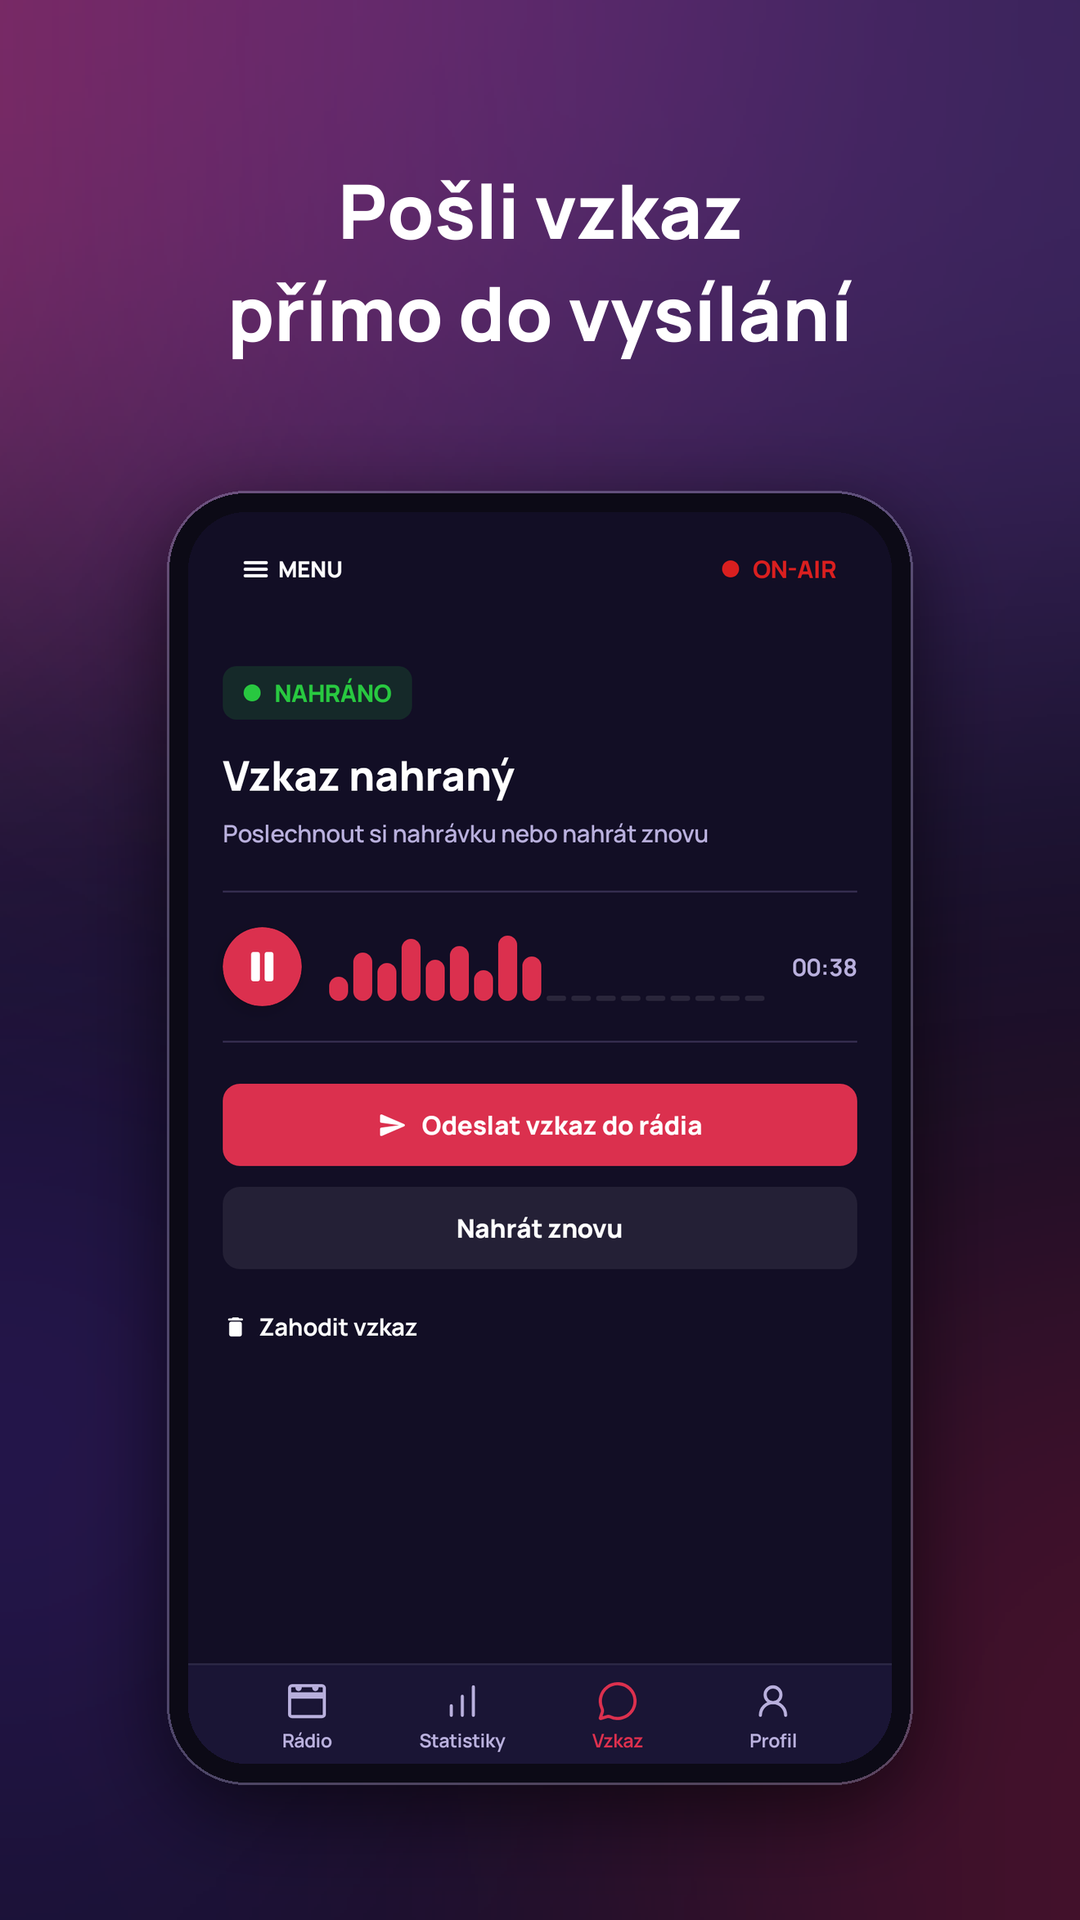 Pošli vzkaz
přímo do vysílání
MENU
ON-AIR
NAHRÁNO
Vzkaz nahraný
Poslechnout si nahrávku nebo nahrát znovu
00:38
Odeslat vzkaz do rádia
Nahrát znovu
Zahodit vzkaz
Rádio
Statistiky
Vzkaz
Profil